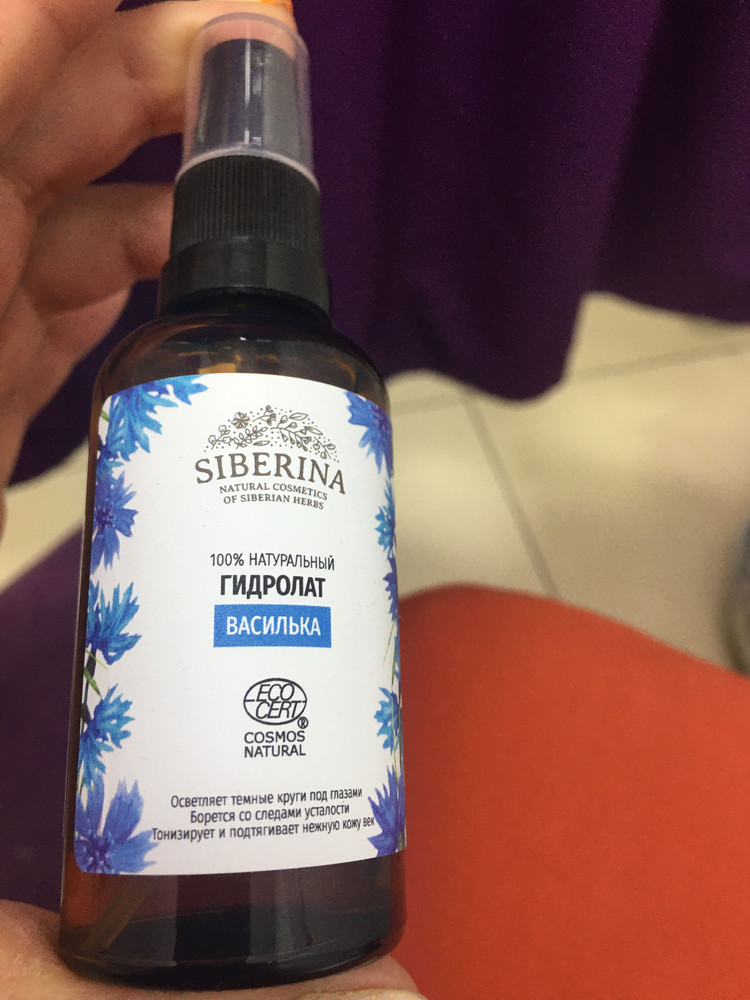 SIBERINA
NATURAL COSMETICS
OF SIBERIAN HERBS
100% НАТУРАЛЬНЫЙ
ГИДРОЛАТ
ВАСИЛЬКА
ECO
CERT®
COSMOS
NATURAL
Осветляет темные круги под глазами
Борется со следами усталости
Тонизирует и подтягивает нежную кожу век